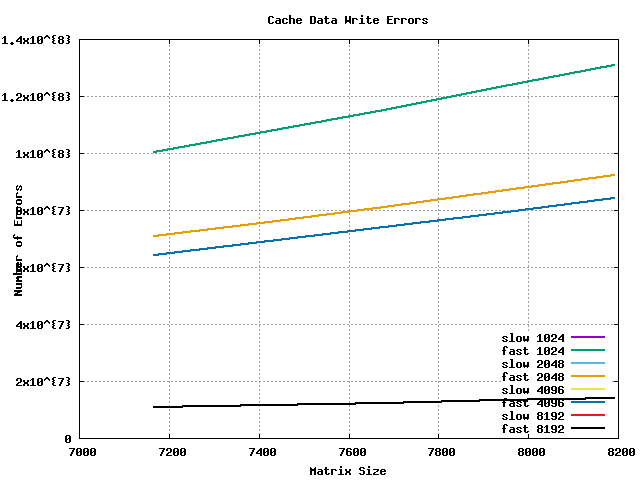 Cache Data Write Errors
1.4x10^{8}
1.2x10^{8}
1x10^{8}
8x10^{7}
6x10^{7}
4x10^{7}
2x10^{7}
0
Number of Errors
slow 1024
fast 1024
slow 2048
fast 2048
slow 4096
fast 4096
slow 8192
fast 8192
7000 7200 7400 7600 7800 8000 8200
Matrix Size